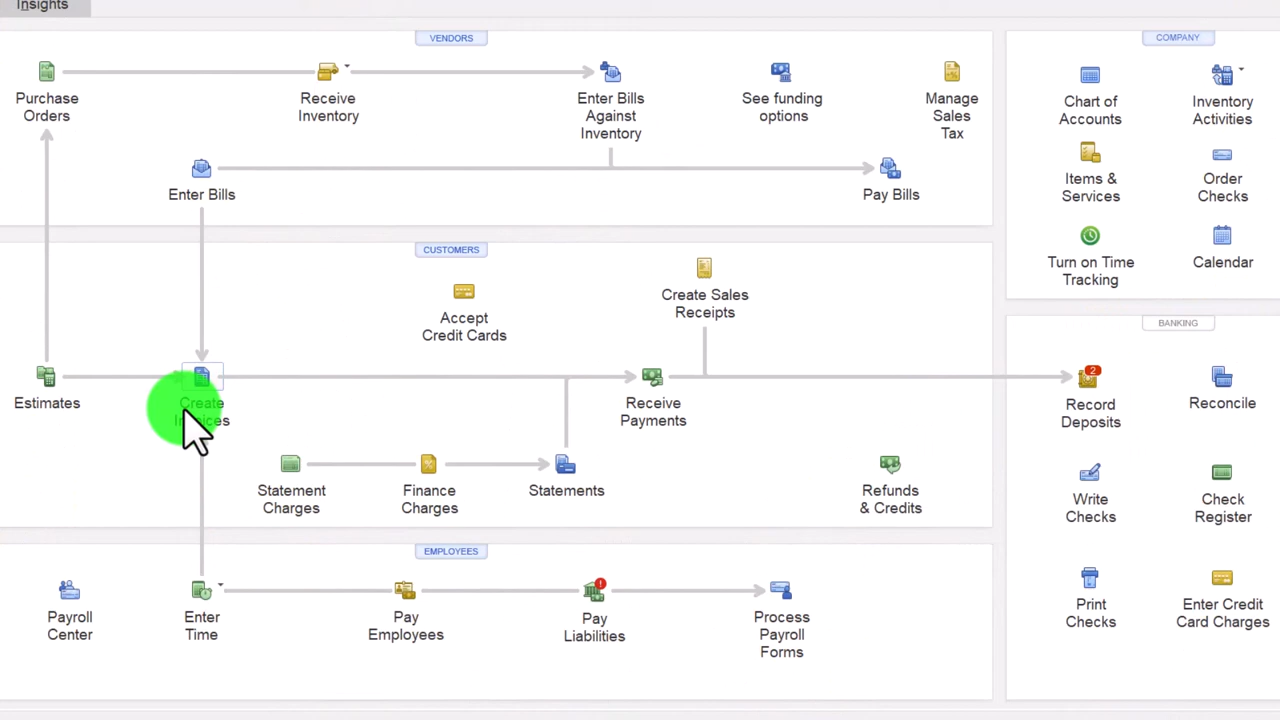 Insights
VENDORS
Purchase
Orders
Receive
Inventory
Enter Bills
Against
Inventory
See funding
options
Manage
Sales
Tax
Enter Bills
Pay Bills
CUSTOMERS
Create Sales
Receipts
Accept
Credit Cards
Estimates
Create
Invoices
Receive
Payments
Statement
Charges
Finance
Charges
Statements
Refunds
& Credits
EMPLOYEES
Payroll
Center
Enter
Time
Pay
Employees
Pay
Liabilities
Process
Payroll
Forms
COMPANY
Chart of
Accounts
Inventory
Activities
Items &
Services
Order
Checks
Turn on Time
Tracking
Calendar
BANKING
2
Record
Deposits
Reconcile
Write
Checks
Check
Register
Print
Checks
Enter Credit
Card Charges